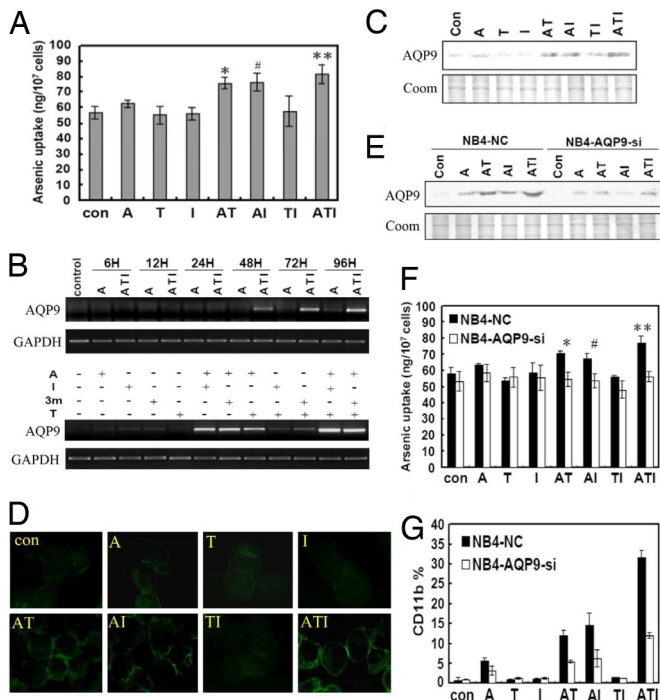 A
Arsenic uptake (ng/10⁷ cells)
100
90
80
70
60
50
40
30
20
10
0
* # **
con A T I AT AI TI ATI
B
control
6H 12H 24H 48H 72H 96H
A ATI A ATI A ATI A ATI A ATI A ATI
AQP9
GAPDH
A - + - - - + + + - - + +
I - - + - - + - - + - + -
3m - - - + - - + - - + - +
T - - - - + - - + + + + +
AQP9
GAPDH
C
Con A T I AT AI TI ATI
AQP9
Coom
E
NB4-NC NB4-AQP9-si
Con A AT AI ATI Con A AT AI ATI
AQP9
Coom
D
con A T I
AT AI TI ATI
F
Arsenic uptake (ng/10⁷ cells)
100
90
80
70
60
50
40
30
20
10
0
NB4-NC
NB4-AQP9-si
* # **
con A T I AT AI TI ATI
G
CD11b %
40
35
30
25
20
15
10
5
0
NB4-NC
NB4-AQP9-si
con A T I AT AI TI ATI